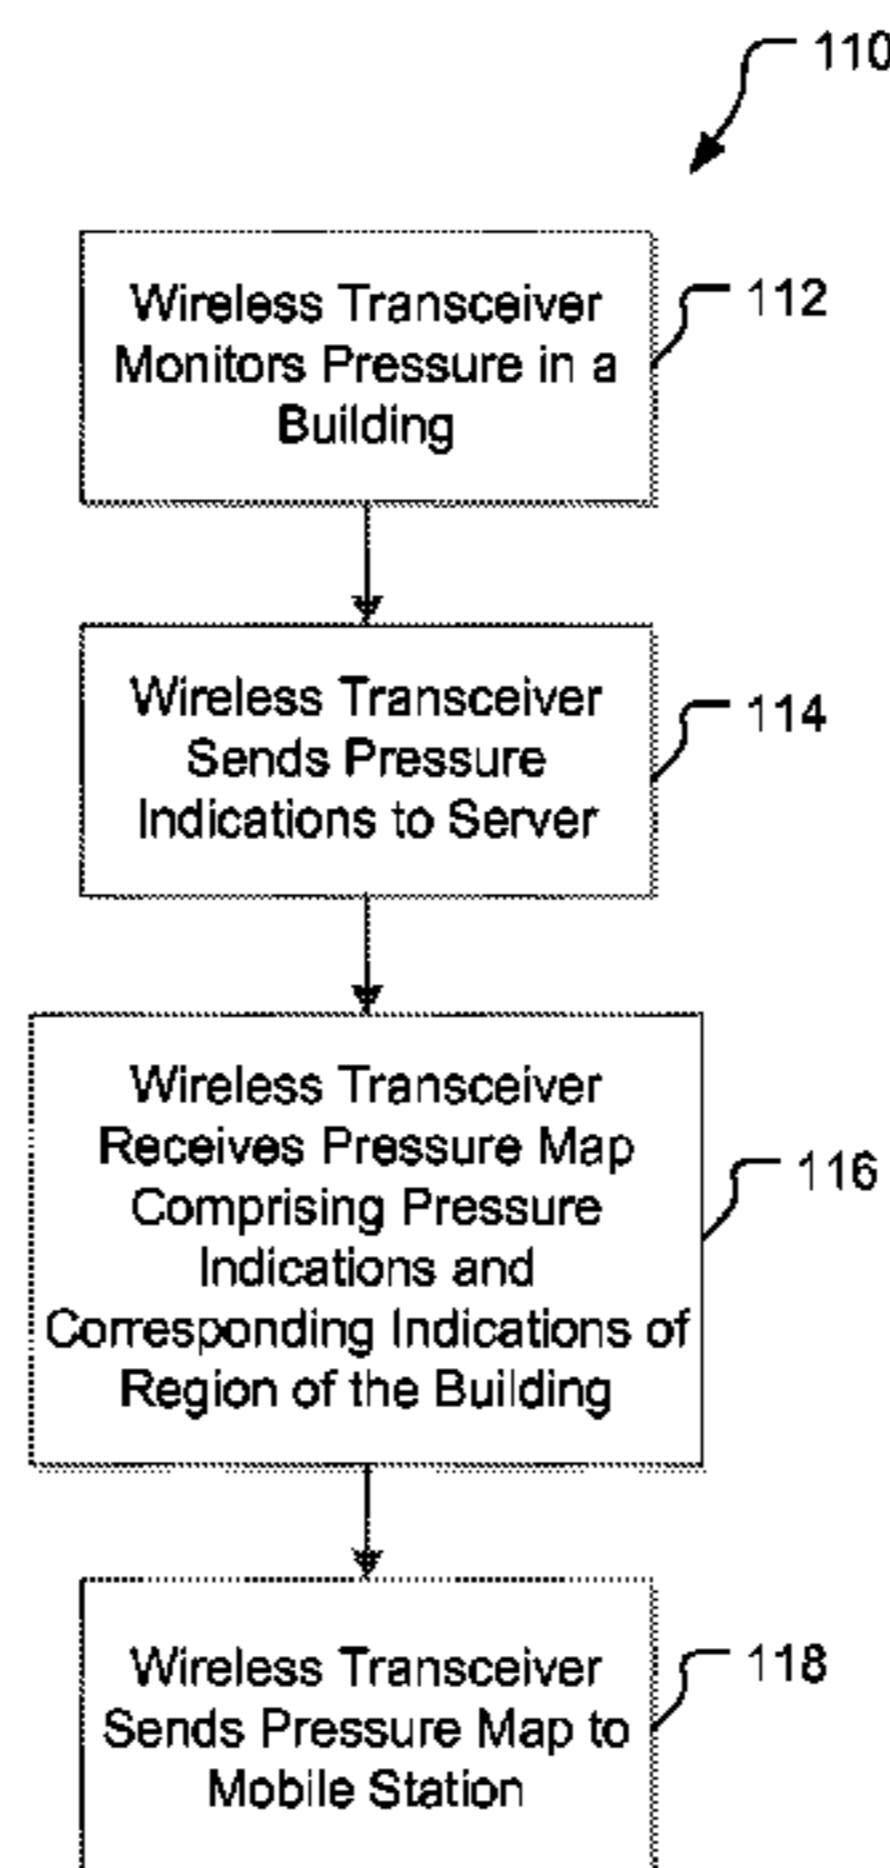 110
Wireless Transceiver
Monitors Pressure in a
Building
112
Wireless Transceiver
Sends Pressure
Indications to Server
114
Wireless Transceiver
Receives Pressure Map
Comprising Pressure
Indications and
Corresponding Indications of
Region of the Building
116
Wireless Transceiver
Sends Pressure Map to
Mobile Station
118